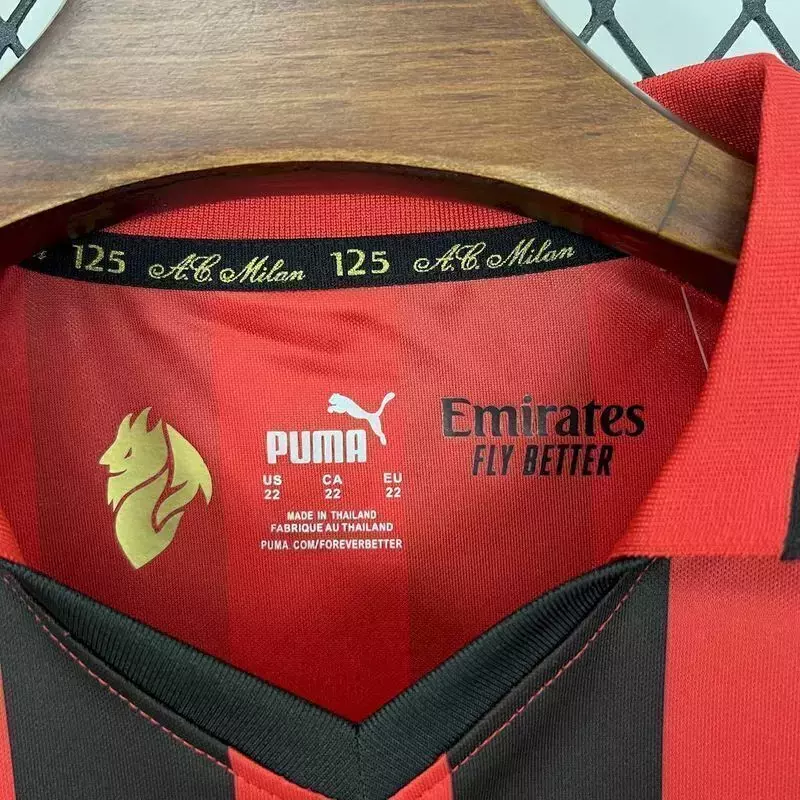 125 A.C. Milan 125 A.C. Milan
PUMA
US CA EU
22 22 22
MADE IN THAILAND
FABRIQUE AU THAILAND
PUMA.COM/FOREVERBETTER
Emirates
FLY BETTER